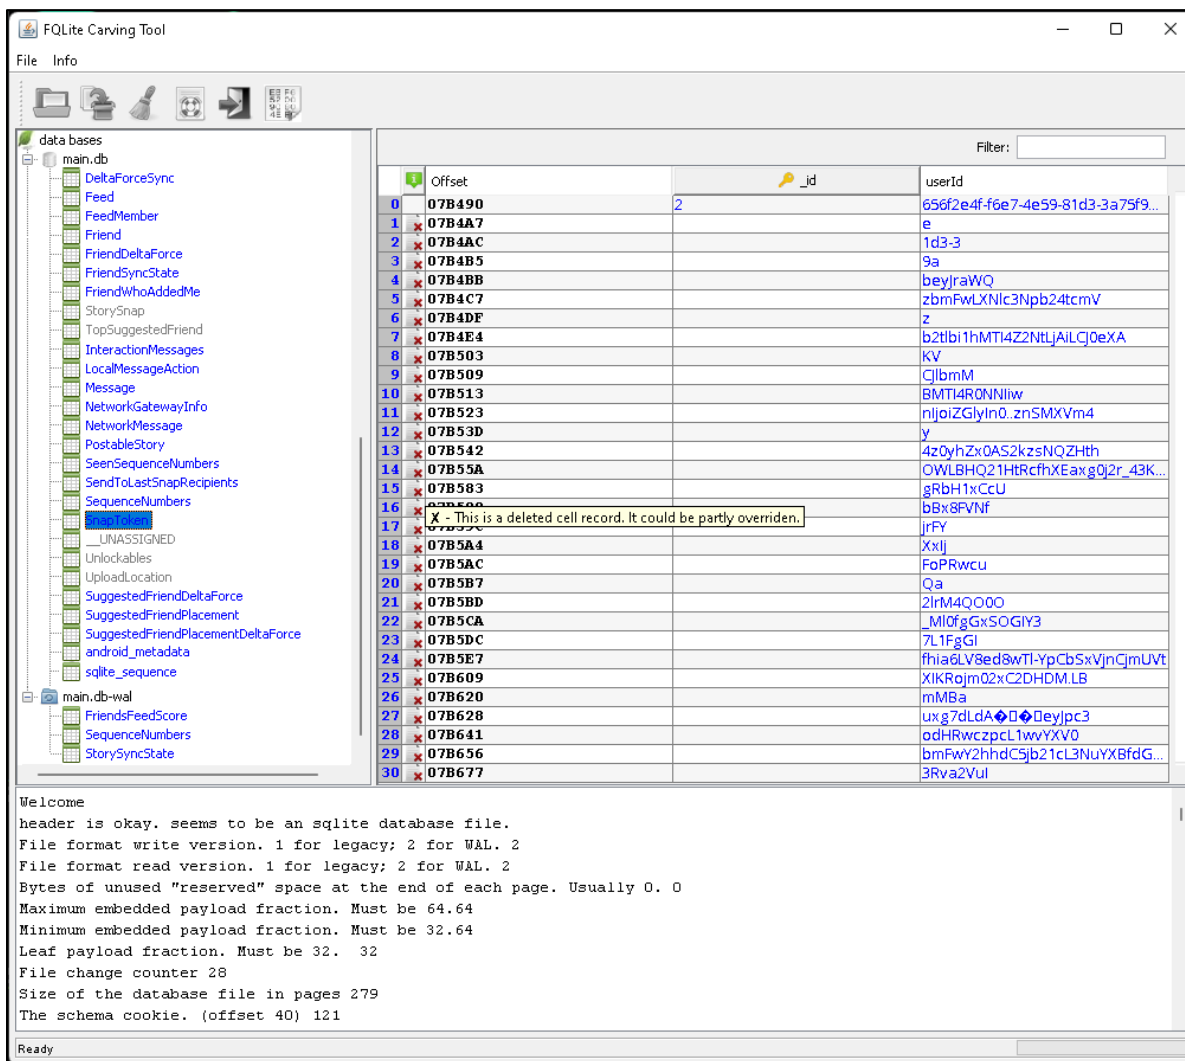 FQLite Carving Tool
File Info
data bases
main.db
DeltaForceSync
Feed
FeedMember
Friend
FriendDeltaForce
FriendSyncState
FriendWhoAddedMe
StorySnap
TopSuggestedFriend
InteractionMessages
LocalMessageAction
Message
NetworkGatewayInfo
NetworkMessage
PostableStory
SeenSequenceNumbers
SendToLastSnapRecipients
SequenceNumbers
SnapToken
__UNASSIGNED
Unlockables
UploadLocation
SuggestedFriendDeltaForce
SuggestedFriendPlacement
SuggestedFriendPlacementDeltaForce
android_metadata
sqlite_sequence
main.db-wal
FriendsFeedScore
SequenceNumbers
StorySyncState
Filter:
Offset _id userId
0 07B490 2 656f2e4f-f6e7-4e59-81d3-3a75f9...
1 07B4A7 e
2 07B4AC 1d3-3
3 07B4B5 9a
4 07B4BB beyJraWQ
5 07B4C7 zbmFwLXNlc3Npb24tcmV
6 07B4DF z
7 07B4E4 b2tlbi1hMTI4Z2NtLjAiLCJ0eXA
8 07B503 KV
9 07B509 CJlbmM
10 07B513 BMTI4R0NNIiw
11 07B523 nIjoiZGlyIn0..znSMXVm4
12 07B53D y
13 07B542 4z0yhZx0AS2kzsNQZHth
14 07B55A OWLBHQ21HtRcfhXEaxg0j2r_43K...
15 07B583 gRbH1xCcU
16 bBx8FVNf
X - This is a deleted cell record. It could be partly overriden.
17 jrFY
18 07B5A4 XxIj
19 07B5AC FoPRwcu
20 07B5B7 Qa
21 07B5BD 2lrM4QO0O
22 07B5CA _Ml0fgGxSOGIY3
23 07B5DC 7L1FgGI
24 07B5E7 fhia6LV8ed8wTl-YpCbSxVjnCjmUVt
25 07B609 XIKRojm02xC2DHDM.LB
26 07B620 mMBa
27 07B628 uxg7dLdA�▯�▯eyJpc3
28 07B641 odHRwczpcL1wvYXV0
29 07B656 bmFwY2hhdC5jb21cL3NuYXBfdG...
30 07B677 3Rva2VuI
Welcome
header is okay. seems to be an sqlite database file.
File format write version. 1 for legacy; 2 for WAL. 2
File format read version. 1 for legacy; 2 for WAL. 2
Bytes of unused "reserved" space at the end of each page. Usually 0. 0
Maximum embedded payload fraction. Must be 64.64
Minimum embedded payload fraction. Must be 32.64
Leaf payload fraction. Must be 32. 32
File change counter 28
Size of the database file in pages 279
The schema cookie. (offset 40) 121
Ready